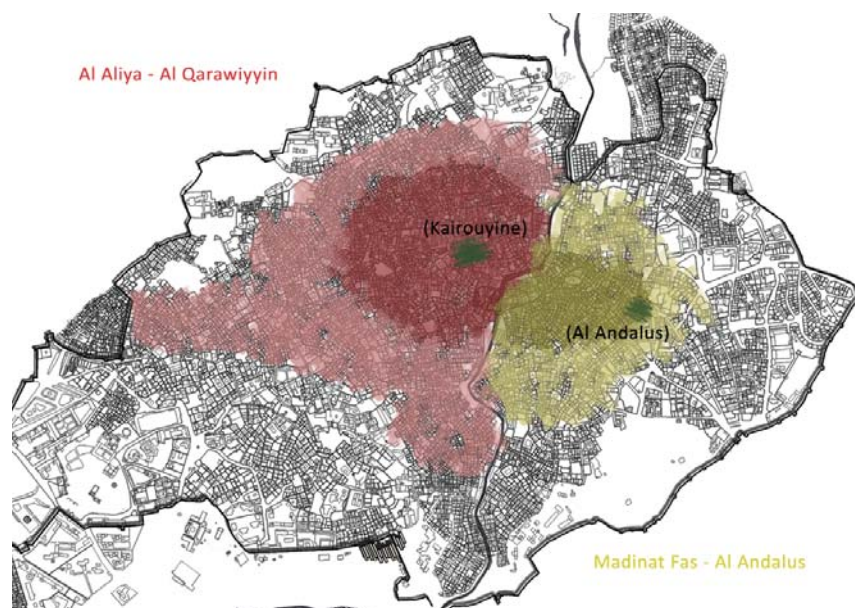 Al Aliya - Al Qarawiyyin
(Kairouyine)
(Al Andalus)
Madinat Fas - Al Andalus